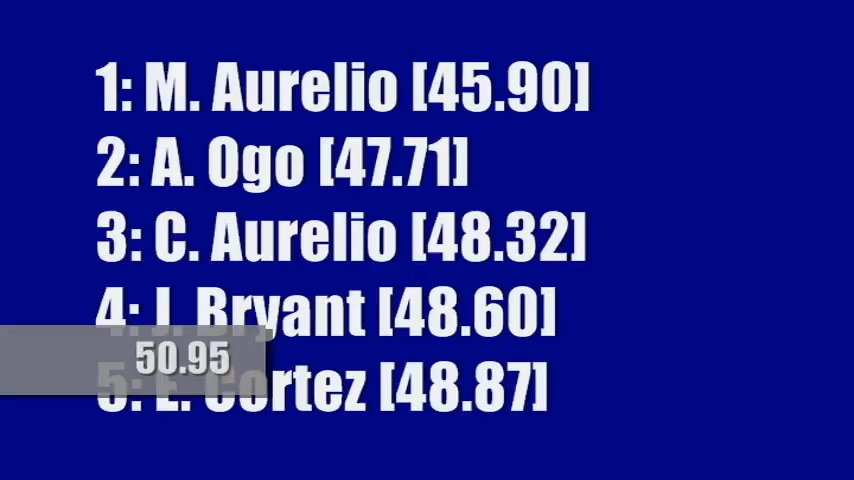 1: M. Aurelio [45.90]
2: A. Ogo [47.71]
3: C. Aurelio [48.32]
4: J. Bryant [48.60]
50.95
5: E. Cortez [48.87]